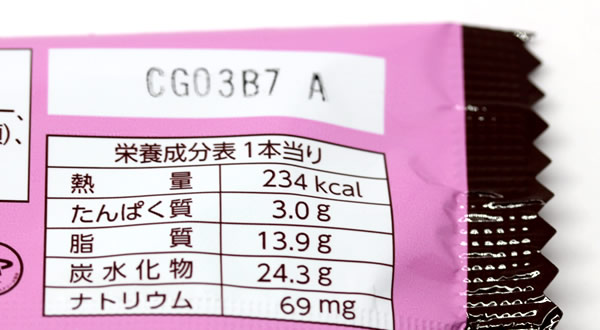 CG03B7 A
栄養成分表 1本当り
熱量 234 kcal
たんぱく質 3.0 g
脂質 13.9 g
炭水化物 24.3 g
ナトリウム 69 mg